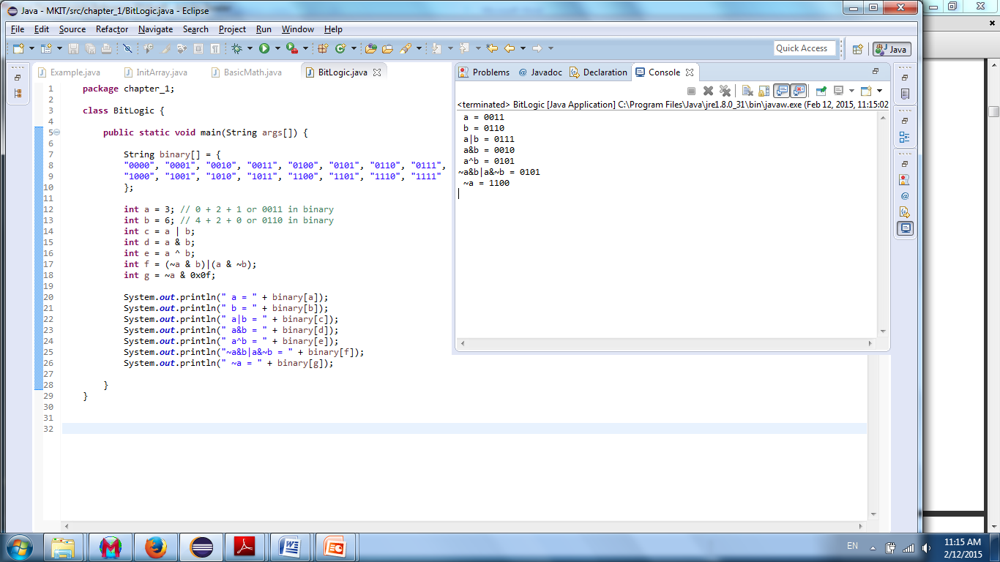 Java - MKIT/src/chapter_1/BitLogic.java - Eclipse
File Edit Source Refactor Navigate Search Project Run Window Help
Quick Access
Java
Example.java InitArray.java BasicMath.java BitLogic.java
1 package chapter_1;
2
3 class BitLogic {
4
5 public static void main(String args[]) {
6
7 String binary[] = {
8 "0000", "0001", "0010", "0011", "0100", "0101", "0110", "0111",
9 "1000", "1001", "1010", "1011", "1100", "1101", "1110", "1111"
10 };
11
12 int a = 3; // 0 + 2 + 1 or 0011 in binary
13 int b = 6; // 4 + 2 + 0 or 0110 in binary
14 int c = a | b;
15 int d = a & b;
16 int e = a ^ b;
17 int f = (~a & b)|(a & ~b);
18 int g = ~a & 0x0f;
19
20 System.out.println(" a = " + binary[a]);
21 System.out.println(" b = " + binary[b]);
22 System.out.println(" a|b = " + binary[c]);
23 System.out.println(" a&b = " + binary[d]);
24 System.out.println(" a^b = " + binary[e]);
25 System.out.println("~a&b|a&~b = " + binary[f]);
26 System.out.println(" ~a = " + binary[g]);
27
28 }
29 }
30
31
32
Problems @ Javadoc Declaration Console
<terminated> BitLogic [Java Application] C:\Program Files\Java\jre1.8.0_31\bin\javaw.exe (Feb 12, 2015, 11:15:02
a = 0011
b = 0110
a|b = 0111
a&b = 0010
a^b = 0101
~a&b|a&~b = 0101
~a = 1100
EN
11:15 AM
2/12/2015